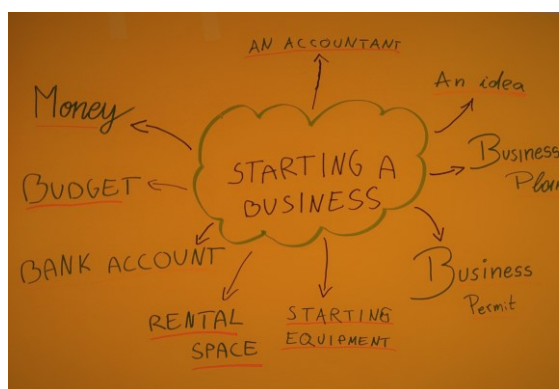 AN ACCOUNTANT
An idea
Money
Business
Plan
STARTING A
BUSINESS
BUDGET
BANK ACCOUNT
Business
Permit
RENTAL
SPACE
STARTING
EQUIPMENT